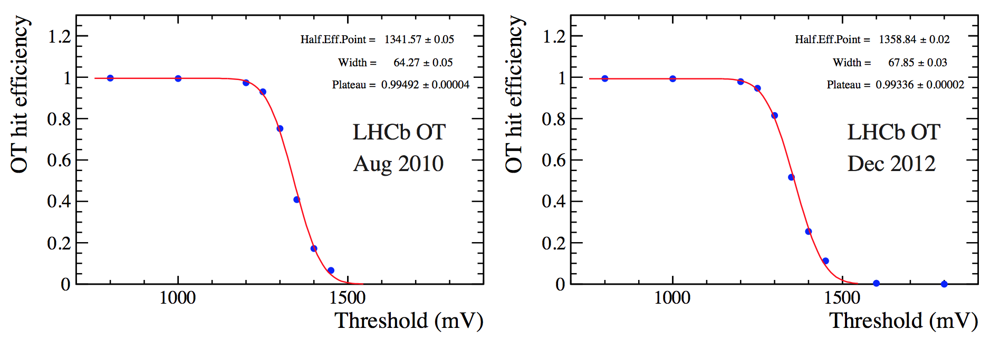 OT hit efficiency
1.2
1
0.8
0.6
0.4
0.2
0
Half.Eff.Point = 1341.57 ± 0.05
Width = 64.27 ± 0.05
Plateau = 0.99492 ± 0.00004
LHCb OT
Aug 2010
1000
1500
Threshold (mV)
OT hit efficiency
1.2
1
0.8
0.6
0.4
0.2
0
Half.Eff.Point = 1358.84 ± 0.02
Width = 67.85 ± 0.03
Plateau = 0.99336 ± 0.00002
LHCb OT
Dec 2012
1000
1500
Threshold (mV)